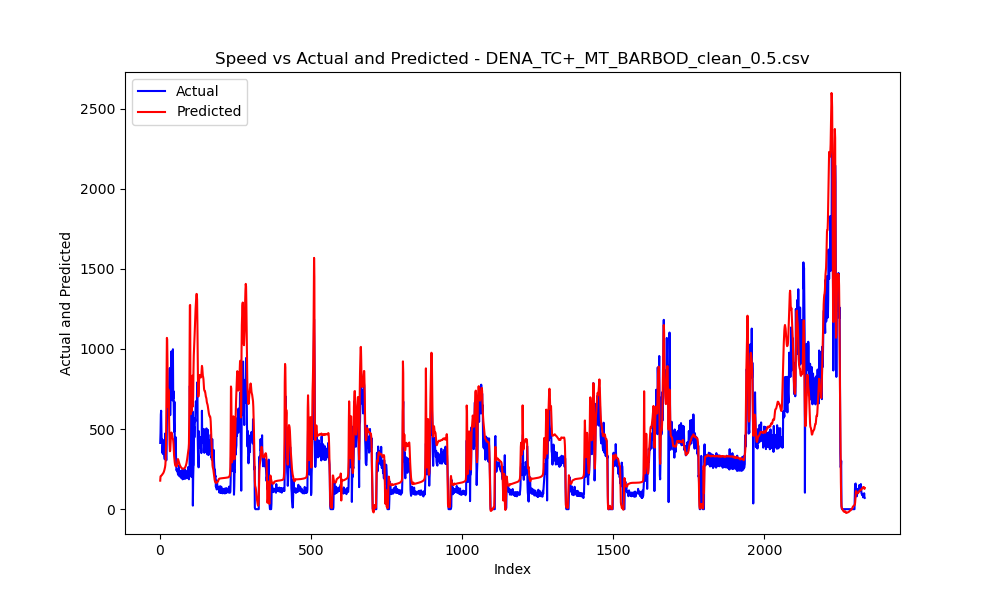 Speed vs Actual and Predicted - DENA_TC+_MT_BARBOD_clean_0.5.csv
Actual
Predicted
2500
2000
1500
1000
500
0
Actual and Predicted
0 500 1000 1500 2000
Index